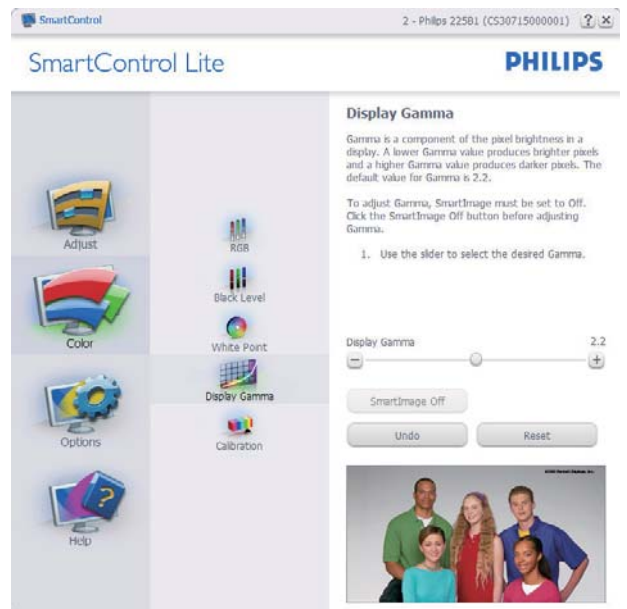 SmartControl
2 - Philips 225B1 (CS30715000001)
SmartControl Lite
PHILIPS
Adjust
Color
Options
Help
RGB
Black Level
White Point
Display Gamma
Calibration
Display Gamma
Gamma is a component of the pixel brightness in a
display. A lower Gamma value produces brighter pixels
and a higher Gamma value produces darker pixels. The
default value for Gamma is 2.2.
To adjust Gamma, SmartImage must be set to Off.
Click the SmartImage Off button before adjusting
Gamma.
1. Use the slider to select the desired Gamma.
Display Gamma 2.2
SmartImage Off
Undo Reset